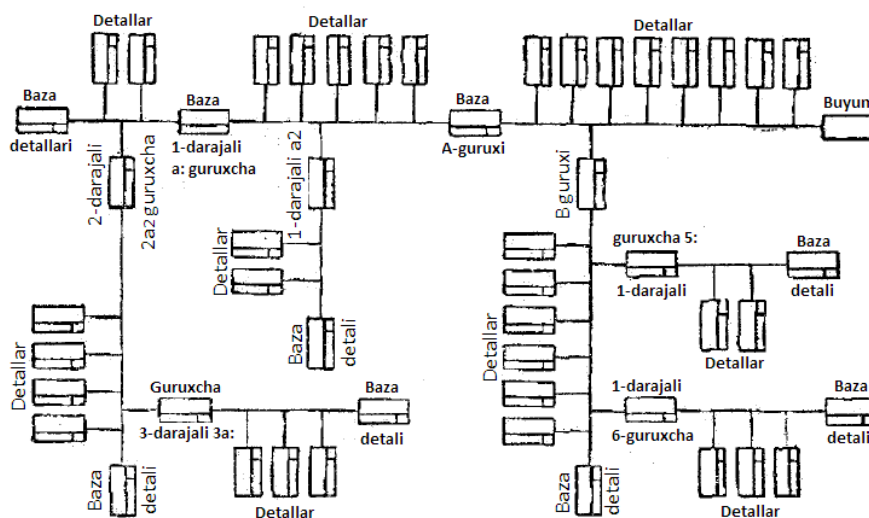 Detallar
Detallar
Detallar
Baza
detallari
Baza
1-darajali
a: guruxcha
Baza
A-guruxi
Buyum
2-darajali
2a2 guruxcha
1-darajali a2
B guruxi
Detallar
guruxcha 5:
1-darajali
Baza
detali
Baza
detali
Detallar
Detallar
Detallar
Guruxcha
3-darajali 3a:
Baza
detali
1-darajali
6-guruxcha
Baza
detali
Baza
detali
Detallar
Baza
detali
Detallar